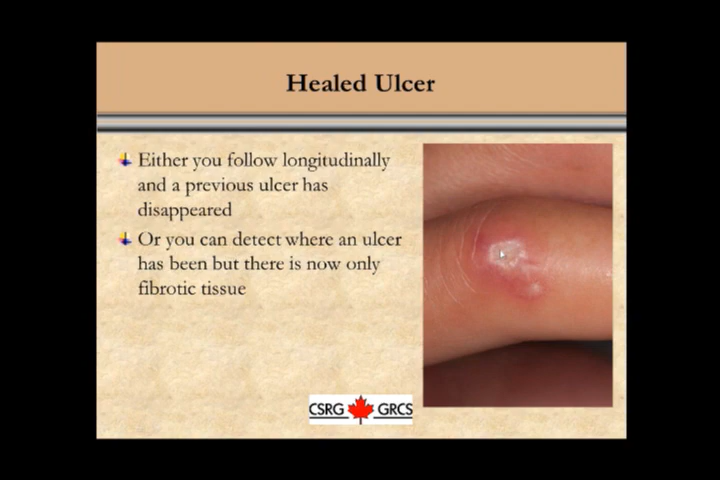 Healed Ulcer
Either you follow longitudinally
and a previous ulcer has
disappeared
Or you can detect where an ulcer
has been but there is now only
fibrotic tissue
CSRG GRCS